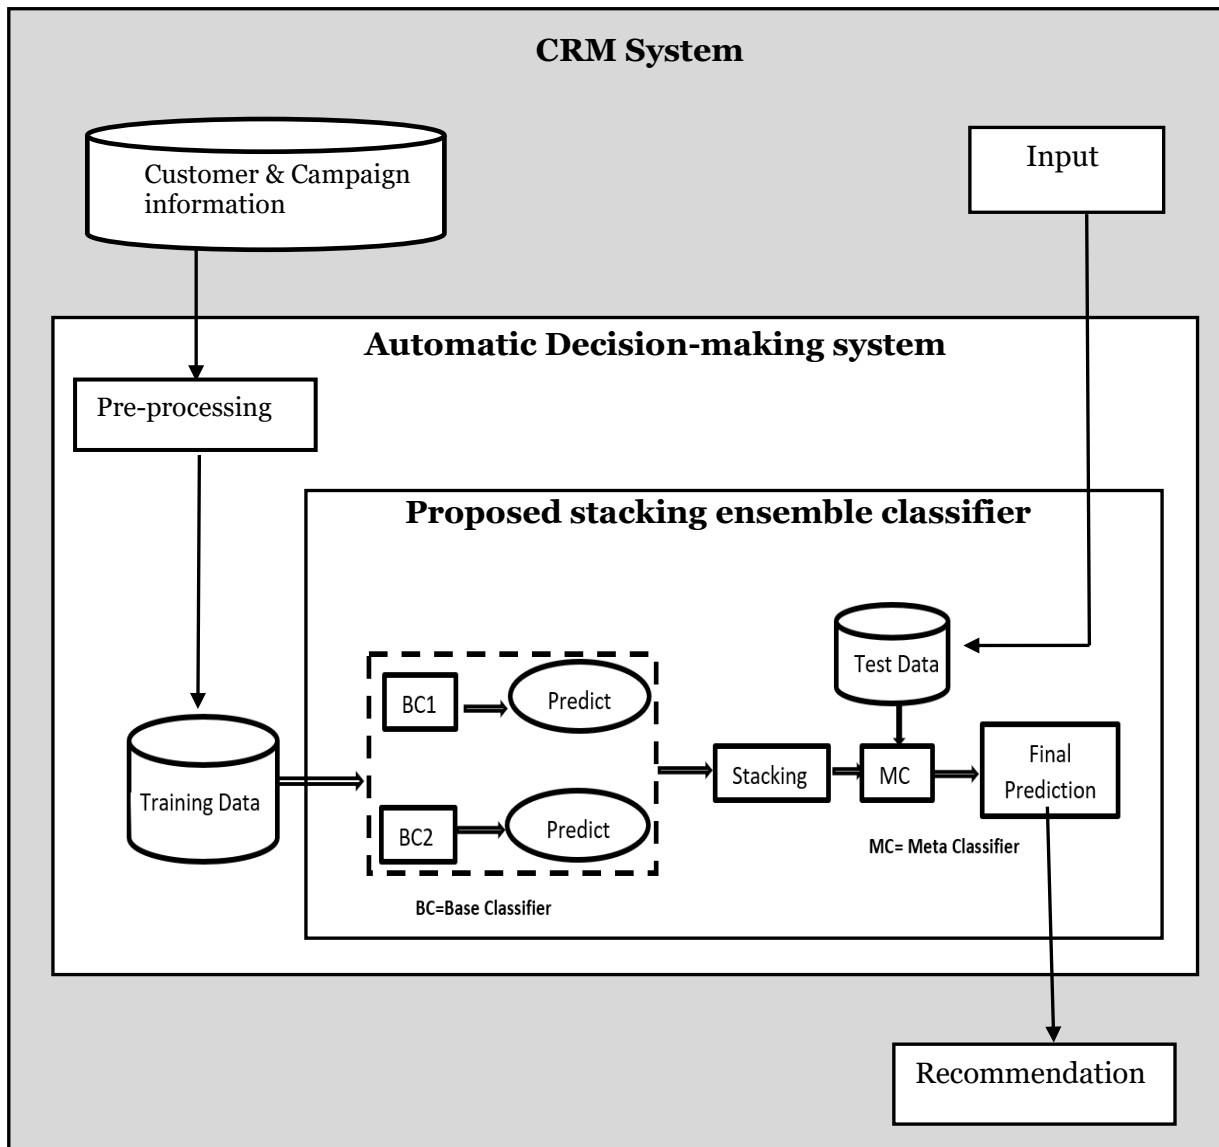 CRM System
Customer & Campaign
information
Input
Automatic Decision-making system
Pre-processing
Proposed stacking ensemble classifier
Test Data
BC1
Predict
Training Data
Stacking
MC
Final
Prediction
BC2
Predict
MC= Meta Classifier
BC=Base Classifier
Recommendation